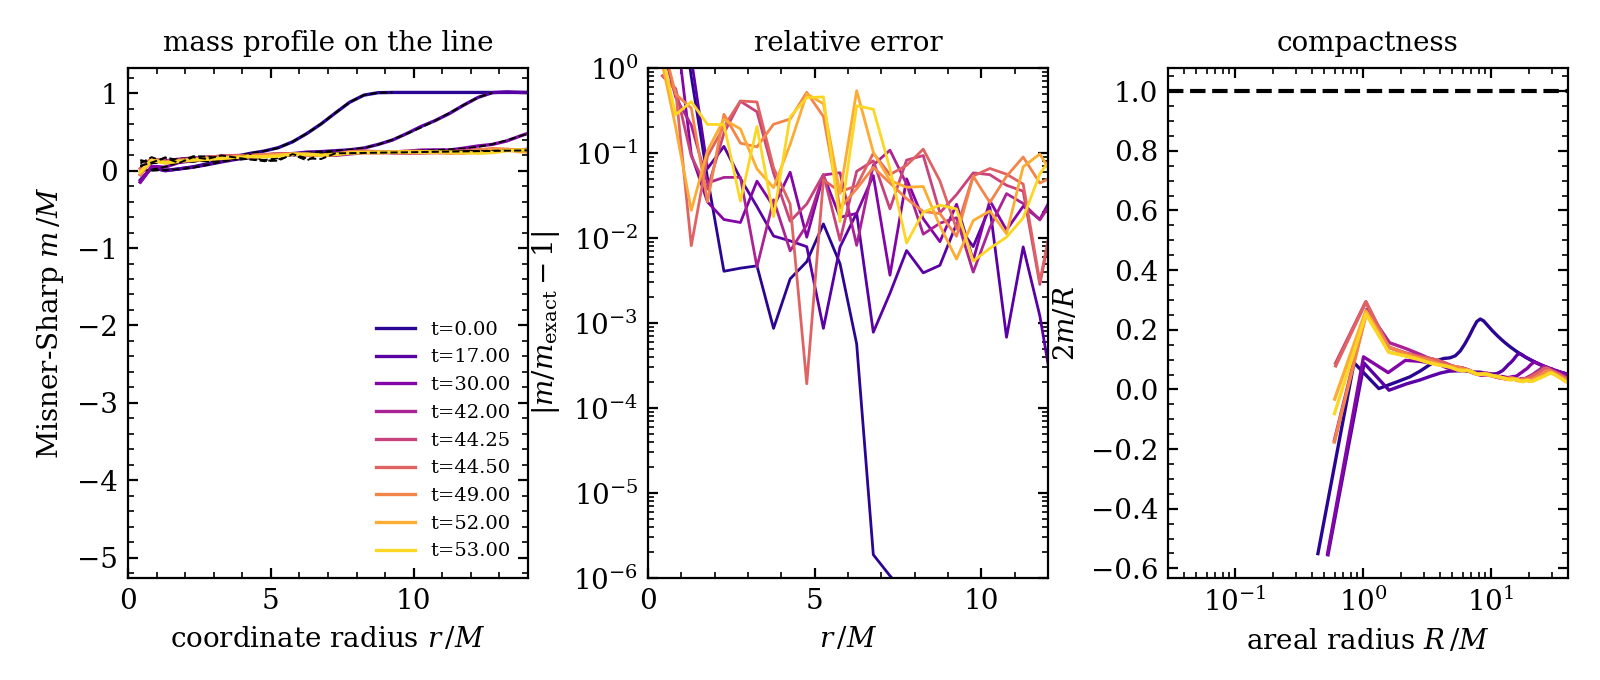 mass profile on the line
relative error
compactness
Misner-Sharp m/M
1
0
−1
−2
−3
−4
−5
t=0.00
t=17.00
t=30.00
t=42.00
t=44.25
t=44.50
t=49.00
t=52.00
t=53.00
0
5
10
coordinate radius r/M
|m/m_exact − 1|
10^0
10^−1
10^−2
10^−3
10^−4
10^−5
10^−6
0
5
10
r/M
2m/R
1.0
0.8
0.6
0.4
0.2
0.0
−0.2
−0.4
−0.6
10^−1
10^0
10^1
areal radius R/M